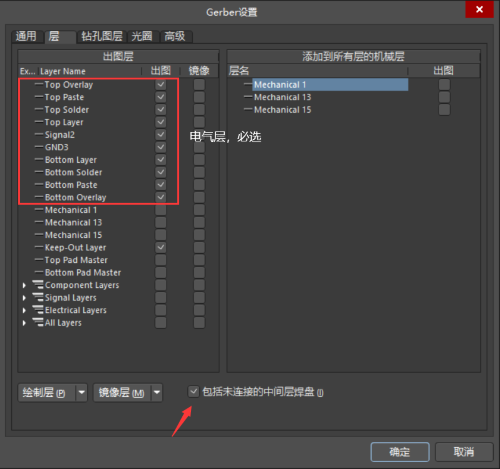 Gerber设置
通用 层 钻孔图层 光圈 高级
出图层
Ex... Layer Name 出图 镜像
Top Overlay
Top Paste
Top Solder
Top Layer
Signal2
GND3
Bottom Layer
Bottom Solder
Bottom Paste
Bottom Overlay
Mechanical 1
Mechanical 13
Mechanical 15
Keep-Out Layer
Top Pad Master
Bottom Pad Master
Component Layers
Signal Layers
Electrical Layers
All Layers
电气层，必选
添加到所有层的机械层
层名 出图
Mechanical 1
Mechanical 13
Mechanical 15
绘制层 (P) 镜像层 (M) 包括未连接的中间层焊盘 (I)
确定 取消